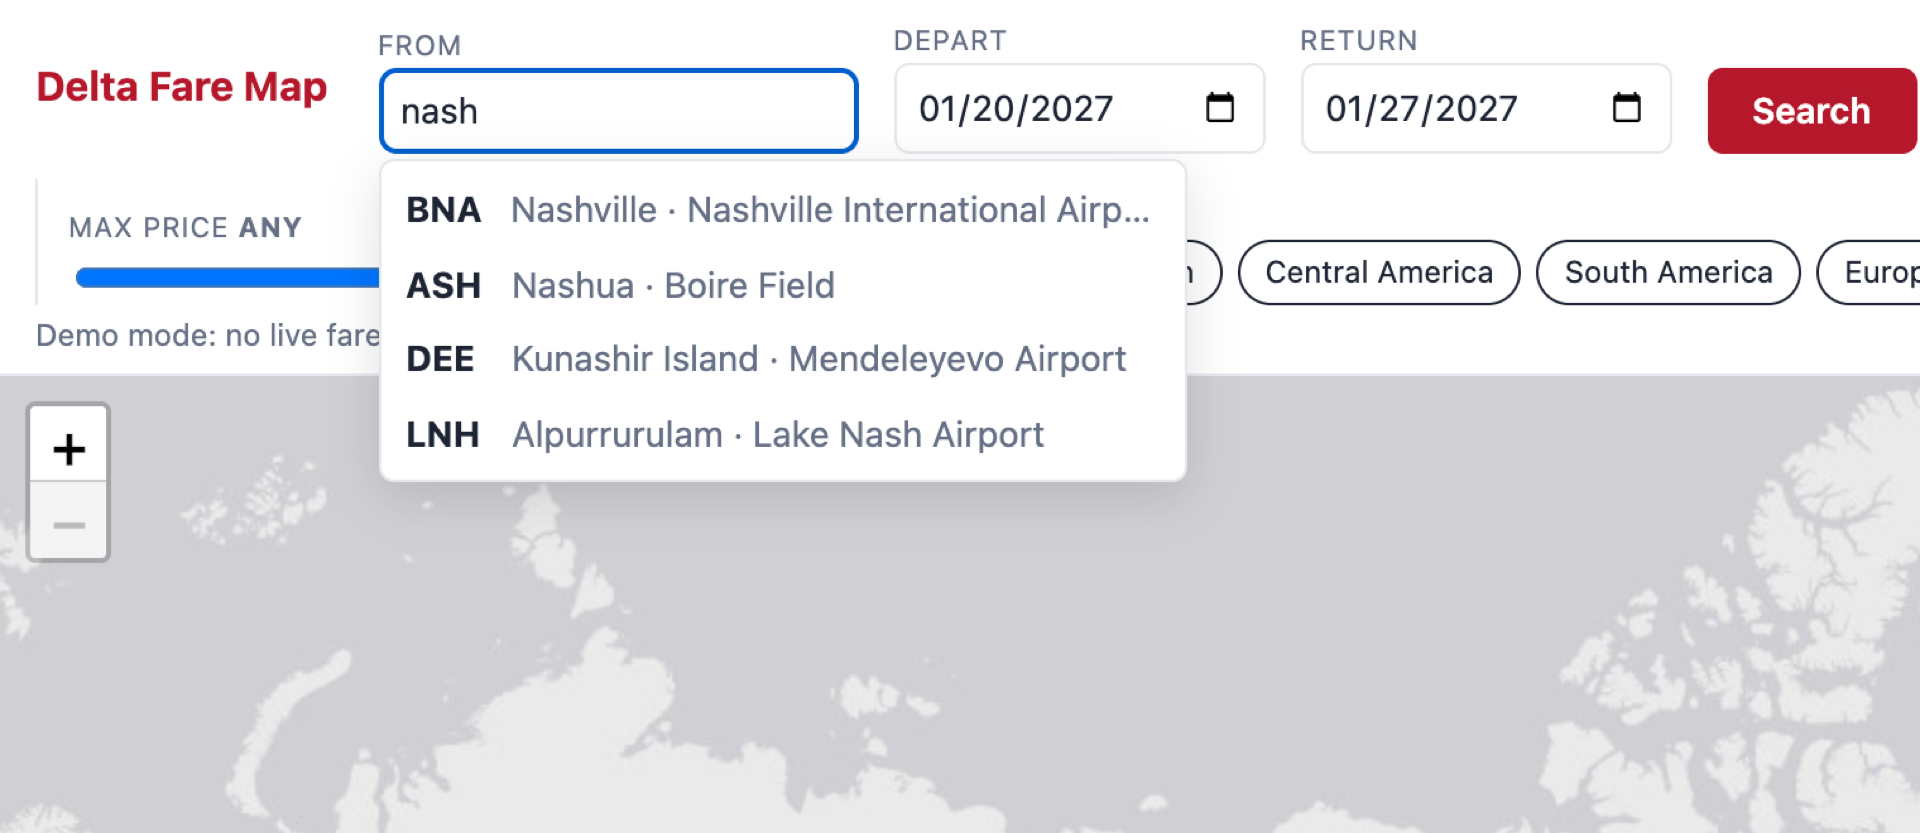 Delta Fare Map
FROM
nash
DEPART
01/20/2027
RETURN
01/27/2027
Search
BNA Nashville · Nashville International Airp...
ASH Nashua · Boire Field
DEE Kunashir Island · Mendeleyevo Airport
LNH Alpurrurulam · Lake Nash Airport
MAX PRICE ANY
Central America
South America
Demo mode: no live
+
−